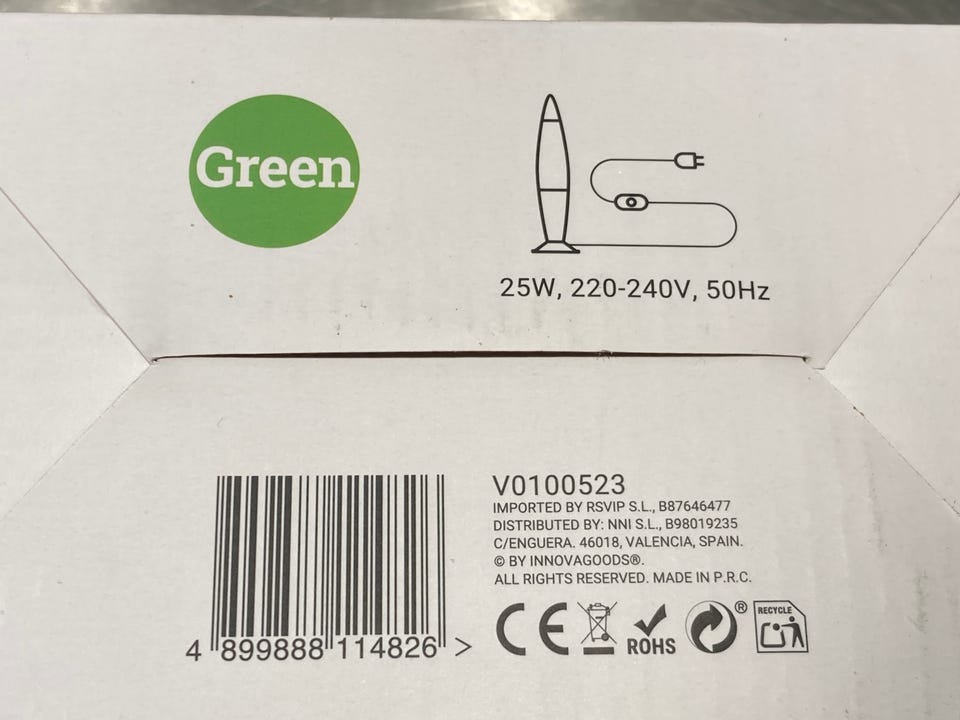 Green
25W, 220-240V, 50Hz
V0100523
IMPORTED BY RSVIP S.L., B87646477
DISTRIBUTED BY: NNI S.L., B98019235
C/ENGUERA. 46018, VALENCIA, SPAIN.
© BY INNOVAGOODS®.
ALL RIGHTS RESERVED. MADE IN P.R.C.
CE
ROHS
®
RECYCLE
4 899888 114826 >